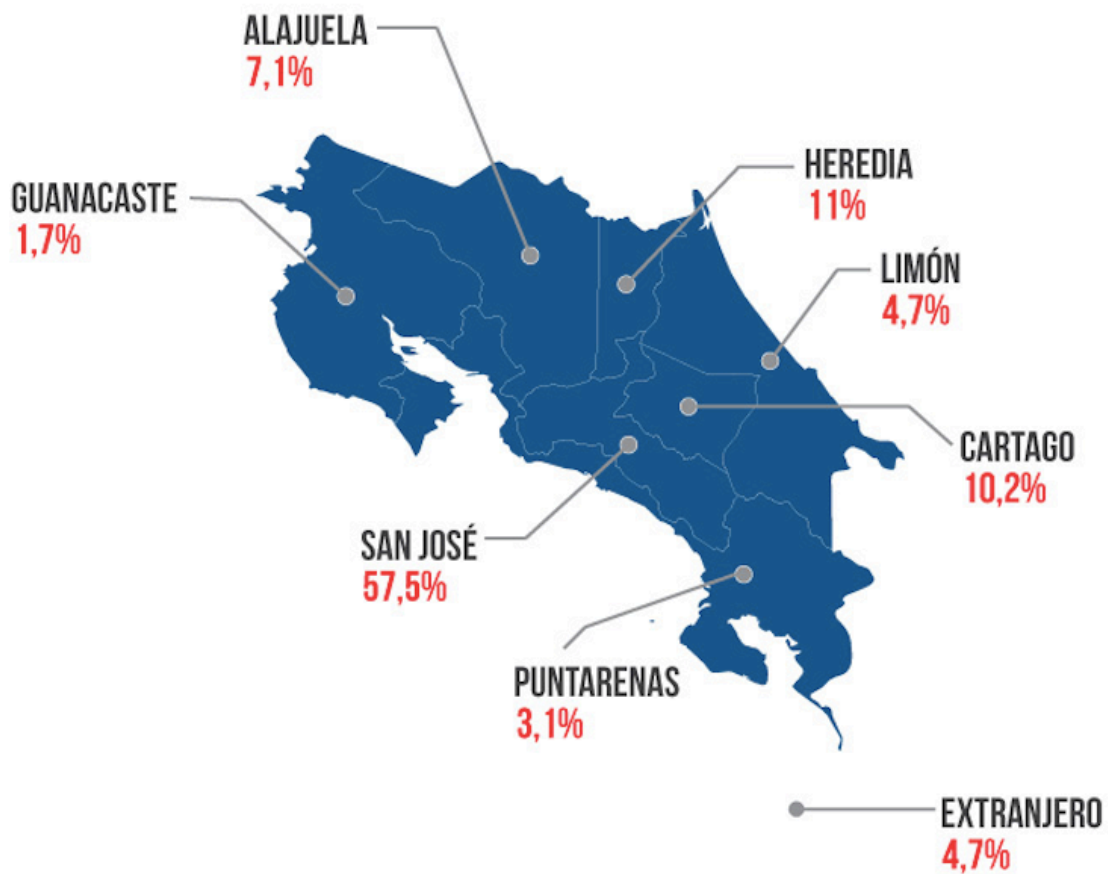 ALAJUELA
7,1%
HEREDIA
11%
GUANACASTE
1,7%
LIMÓN
4,7%
CARTAGO
10,2%
SAN JOSÉ
57,5%
PUNTARENAS
3,1%
EXTRANJERO
4,7%